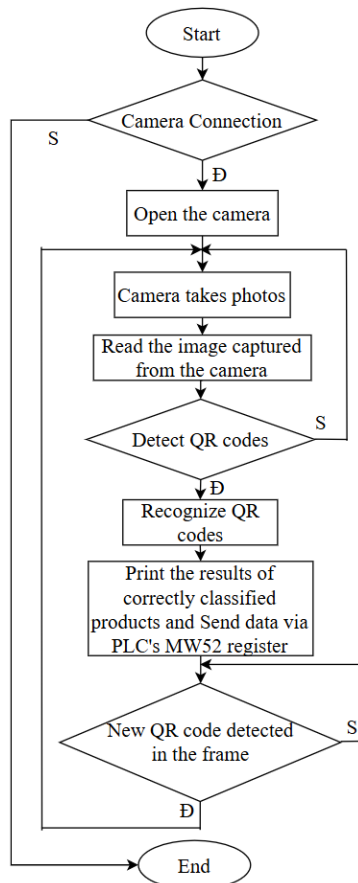 Start
Camera Connection
S
Đ
Open the camera
Camera takes photos
Read the image captured
from the camera
Detect QR codes
S
Đ
Recognize QR
codes
Print the results of
correctly classified
products and Send data via
PLC's MW52 register
New QR code detected
in the frame
S
Đ
End